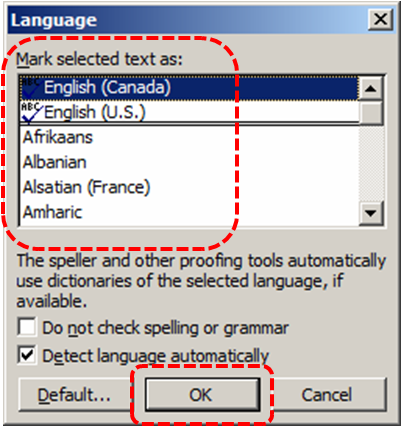 Language
Mark selected text as:
ABC English (Canada)
ABC English (U.S.)
Afrikaans
Albanian
Alsatian (France)
Amharic
The speller and other proofing tools automatically
use dictionaries of the selected language, if
available.
Do not check spelling or grammar
Detect language automatically
Default... OK Cancel